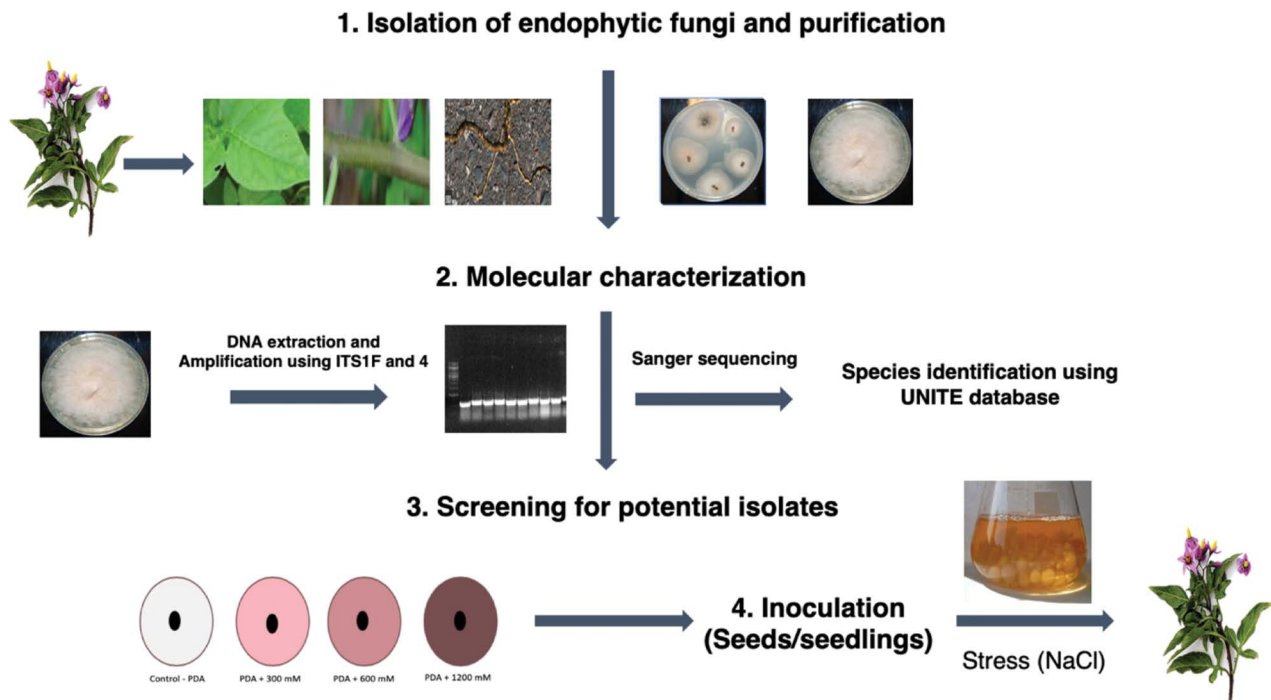 1. Isolation of endophytic fungi and purification
2. Molecular characterization
DNA extraction and
Amplification using ITS1F and 4
Sanger sequencing
Species identification using
UNITE database
3. Screening for potential isolates
Control - PDA
PDA + 300 mM
PDA + 600 mM
PDA + 1200 mM
4. Inoculation
(Seeds/seedlings)
Stress (NaCl)